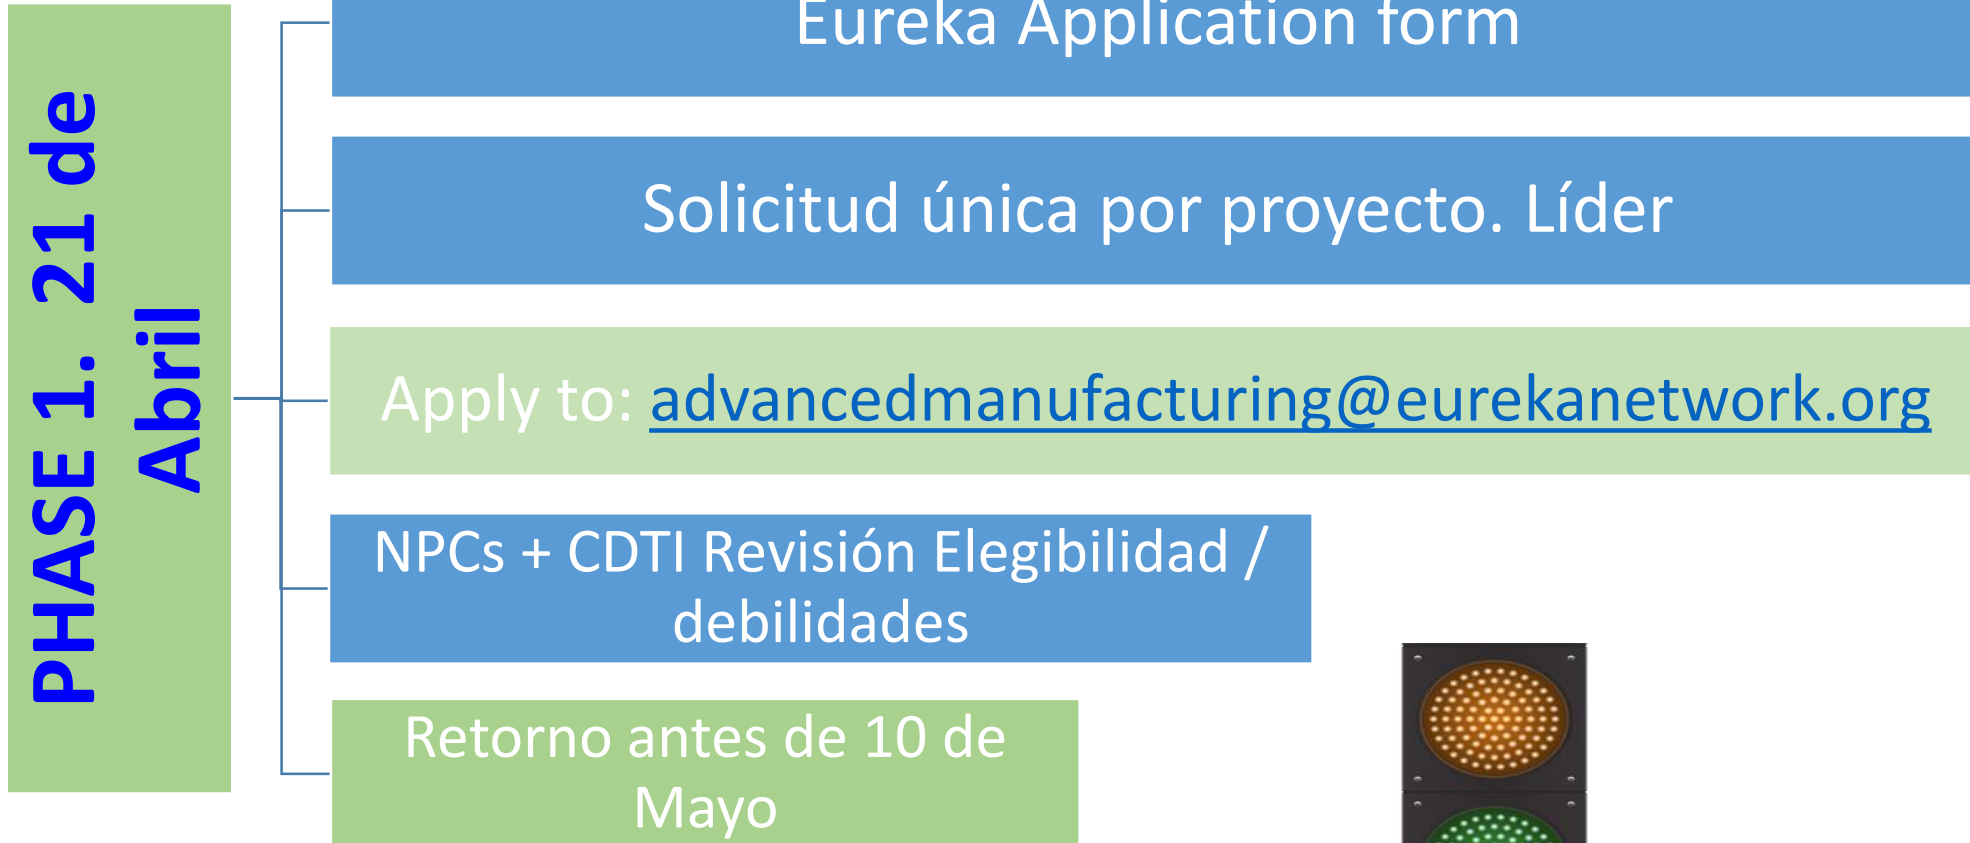 PHASE 1. 21 de
Abril
Eureka Application form
Solicitud única por proyecto. Líder
Apply to: advancedmanufacturing@eurekanetwork.org
NPCs + CDTI Revisión Elegibilidad /
debilidades
Retorno antes de 10 de
Mayo